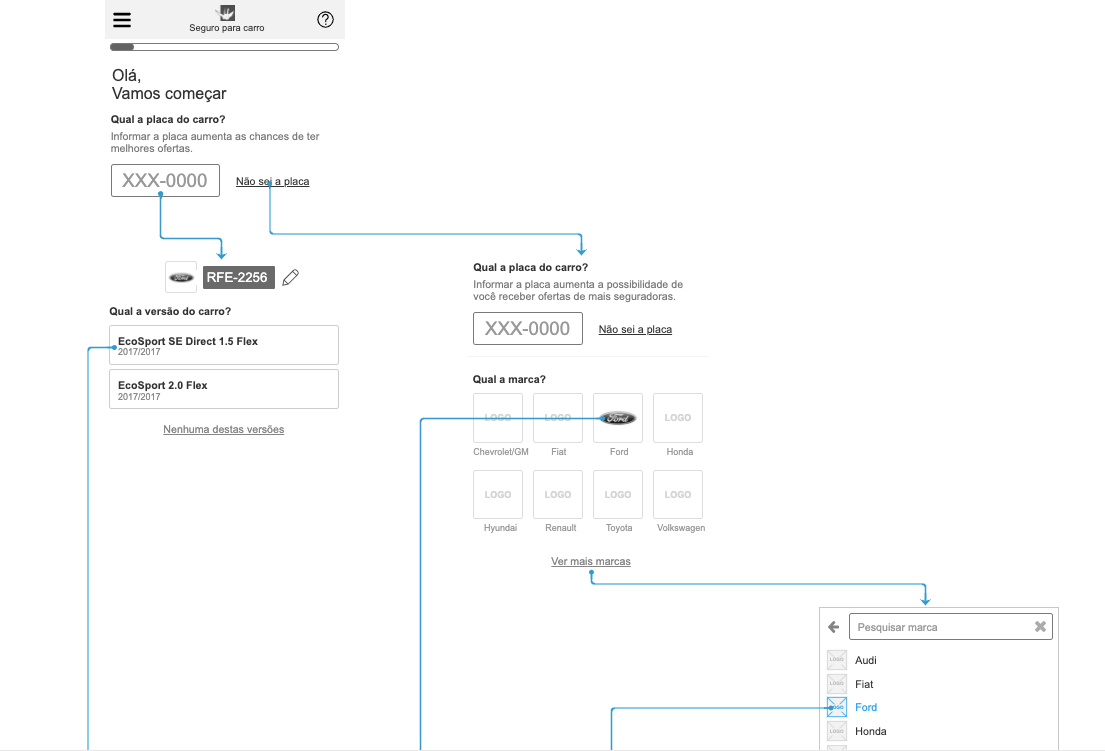 Seguro para carro
Olá,
Vamos começar
Qual a placa do carro?
Informar a placa aumenta as chances de ter
melhores ofertas.
XXX-0000
Não sei a placa
Ford
RFE-2256
Qual a versão do carro?
EcoSport SE Direct 1.5 Flex
2017/2017
EcoSport 2.0 Flex
2017/2017
Nenhuma destas versões
Qual a placa do carro?
Informar a placa aumenta a possibilidade de
você receber ofertas de mais seguradoras.
XXX-0000
Não sei a placa
Qual a marca?
LOGO LOGO Ford LOGO
Chevrolet/GM Fiat Ford Honda
LOGO LOGO LOGO LOGO
Hyundai Renault Toyota Volkswagen
Ver mais marcas
Pesquisar marca
LOGO Audi
LOGO Fiat
LOGO Ford
LOGO Honda